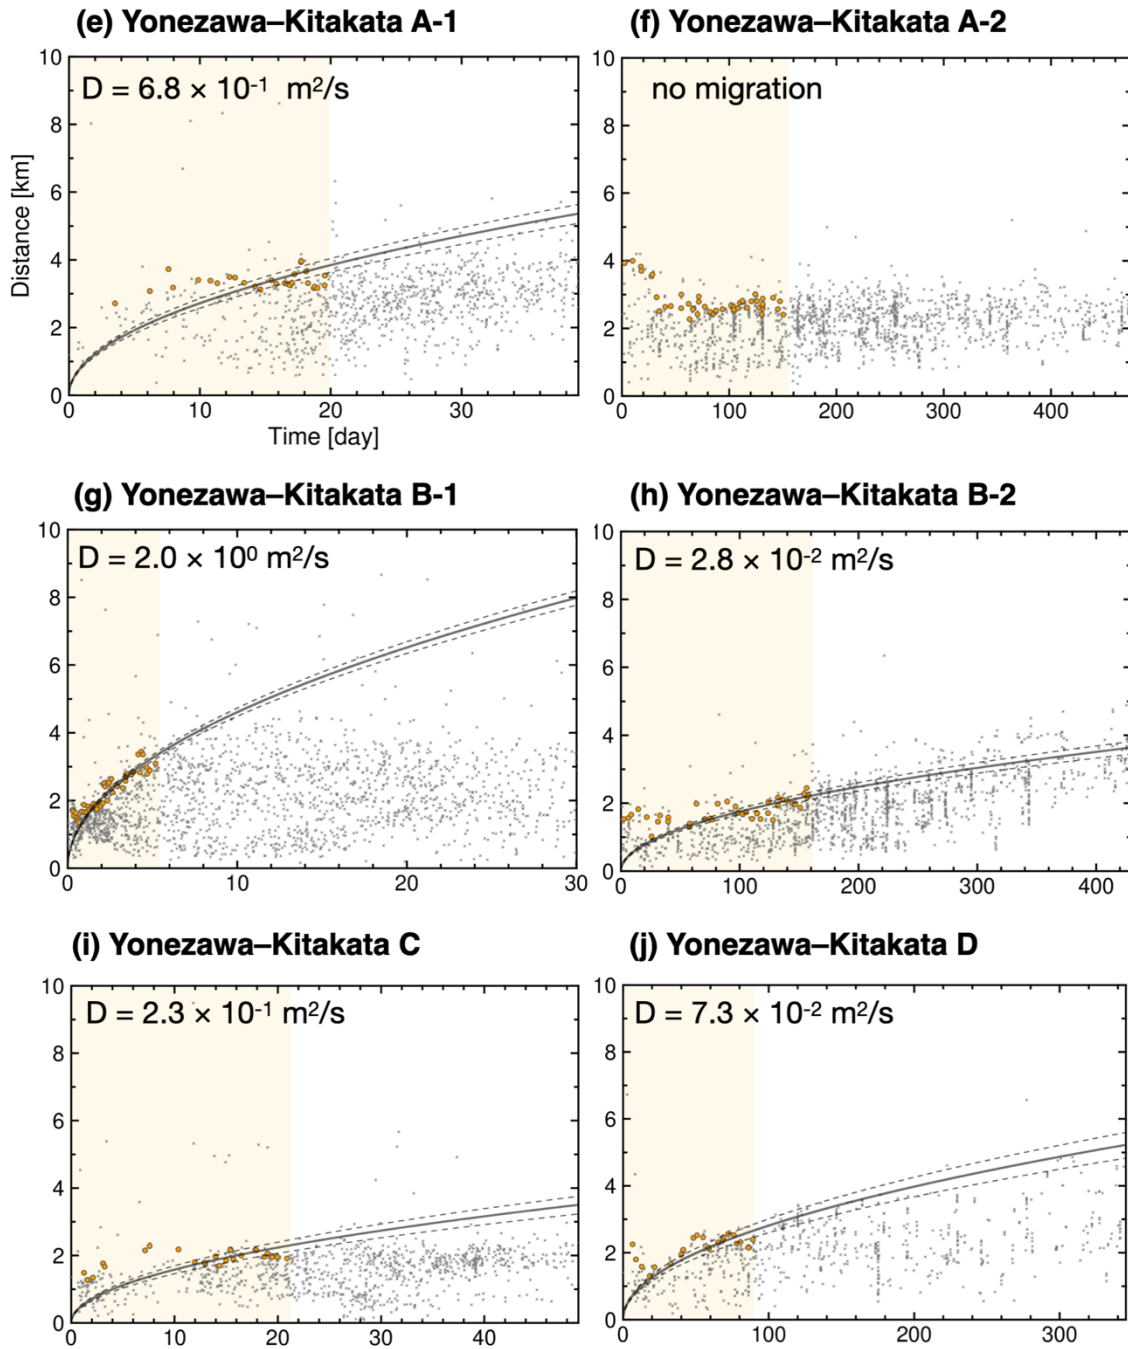 (e) Yonezawa–Kitakata A-1
10
D = 6.8 × 10⁻¹ m²/s
8
6
4
2
0
Distance [km]
0 10 20 30
Time [day]
(f) Yonezawa–Kitakata A-2
10
no migration
8
6
4
2
0
0 100 200 300 400
(g) Yonezawa–Kitakata B-1
10
D = 2.0 × 10⁰ m²/s
8
6
4
2
0
0 10 20 30
(h) Yonezawa–Kitakata B-2
10
D = 2.8 × 10⁻² m²/s
8
6
4
2
0
0 100 200 300 400
(i) Yonezawa–Kitakata C
10
D = 2.3 × 10⁻¹ m²/s
8
6
4
2
0
0 10 20 30 40
(j) Yonezawa–Kitakata D
10
D = 7.3 × 10⁻² m²/s
8
6
4
2
0
0 100 200 300